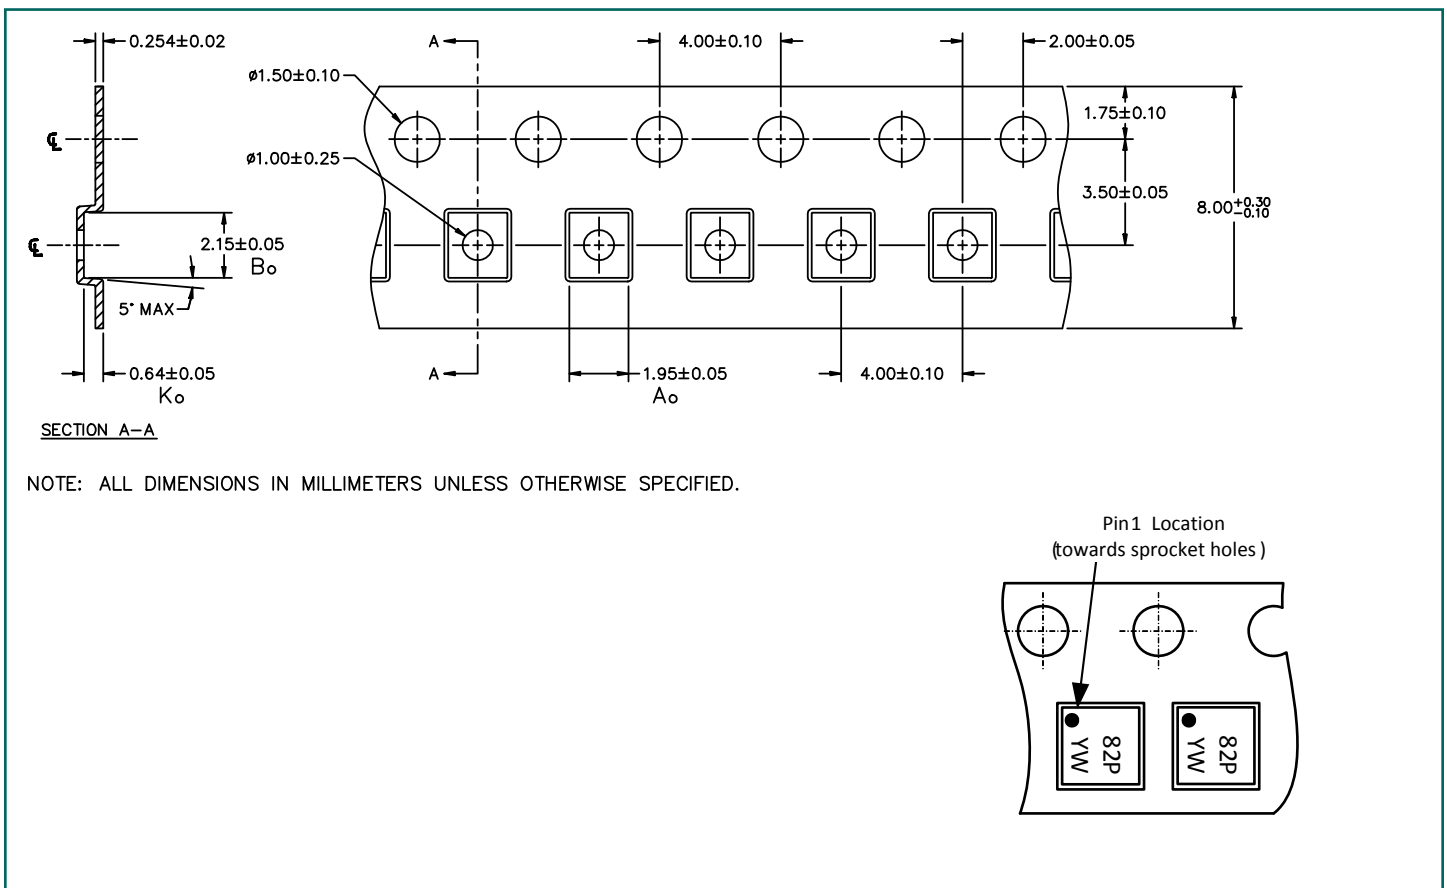 0.254±0.02
A
4.00±0.10
2.00±0.05
ø1.50±0.10
1.75±0.10
ø1.00±0.25
3.50±0.05
8.00+0.30
-0.10
℄
℄
2.15±0.05
Bo
5° MAX
0.64±0.05
Ko
A
1.95±0.05
Ao
4.00±0.10
SECTION A-A
NOTE: ALL DIMENSIONS IN MILLIMETERS UNLESS OTHERWISE SPECIFIED.
Pin1 Location
(towards sprocket holes)
82P
YW
82P
YW